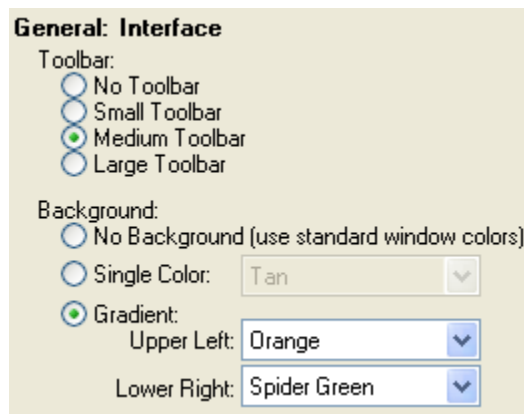 General: Interface
Toolbar:
No Toolbar
Small Toolbar
Medium Toolbar
Large Toolbar
Background:
No Background (use standard window colors)
Single Color: Tan
Gradient:
Upper Left: Orange
Lower Right: Spider Green